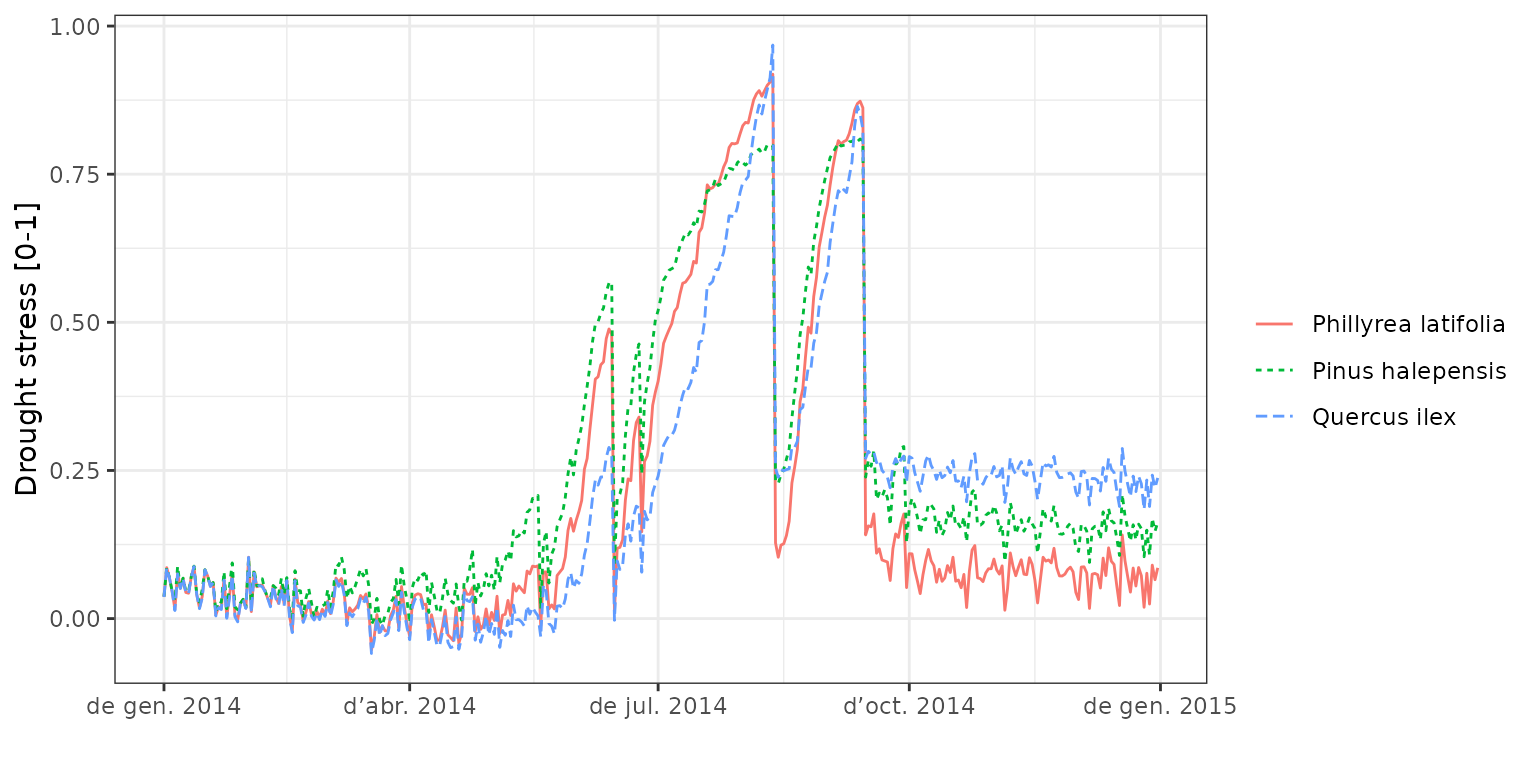 Drought stress [0-1]
1.00
0.75
0.50
0.25
0.00
de gen. 2014
d’abr. 2014
de jul. 2014
d’oct. 2014
de gen. 2015
Phillyrea latifolia
Pinus halepensis
Quercus ilex